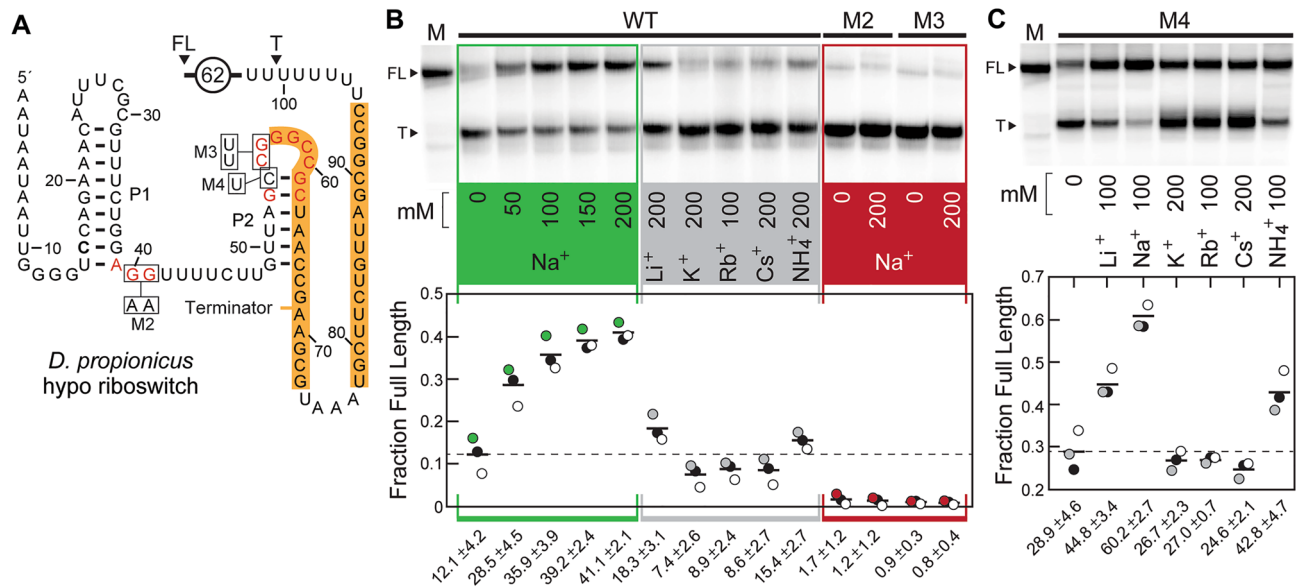 A
FL
T
62
U U U U U U U U
100
5´
30
20
P1
10
G G G G U
40
A G G U U U U C U U G
A A
M2
M3
U U
G C
M4
U
C
P2
50
G G C C
60
90
80
70
U A A A
Terminator
D. propionicus
hypo riboswitch
B
WT
M2
M3
M
FL
T
mM
0
50
100
150
200
200
200
100
200
200
0
200
0
200
Na+
Li+
K+
Rb+
Cs+
NH4+
Na+
Fraction Full Length
0.5
0.4
0.3
0.2
0.1
0
12.1 ±4.2
28.5 ±4.5
35.9 ±3.9
39.2 ±2.4
41.1 ±2.1
18.3 ±3.1
7.4 ±2.6
8.9 ±2.4
8.6 ±2.7
15.4 ±2.7
1.7 ±1.2
1.2 ±1.2
0.9 ±0.3
0.8 ±0.4
C
M4
M
FL
T
mM
0
100
100
200
100
200
100
Li+
Na+
K+
Rb+
Cs+
NH4+
Fraction Full Length
0.7
0.6
0.5
0.4
0.3
0.2
28.9 ±4.6
44.8 ±3.4
60.2 ±2.7
26.7 ±2.3
27.0 ±0.7
24.6 ±2.1
42.8 ±4.7